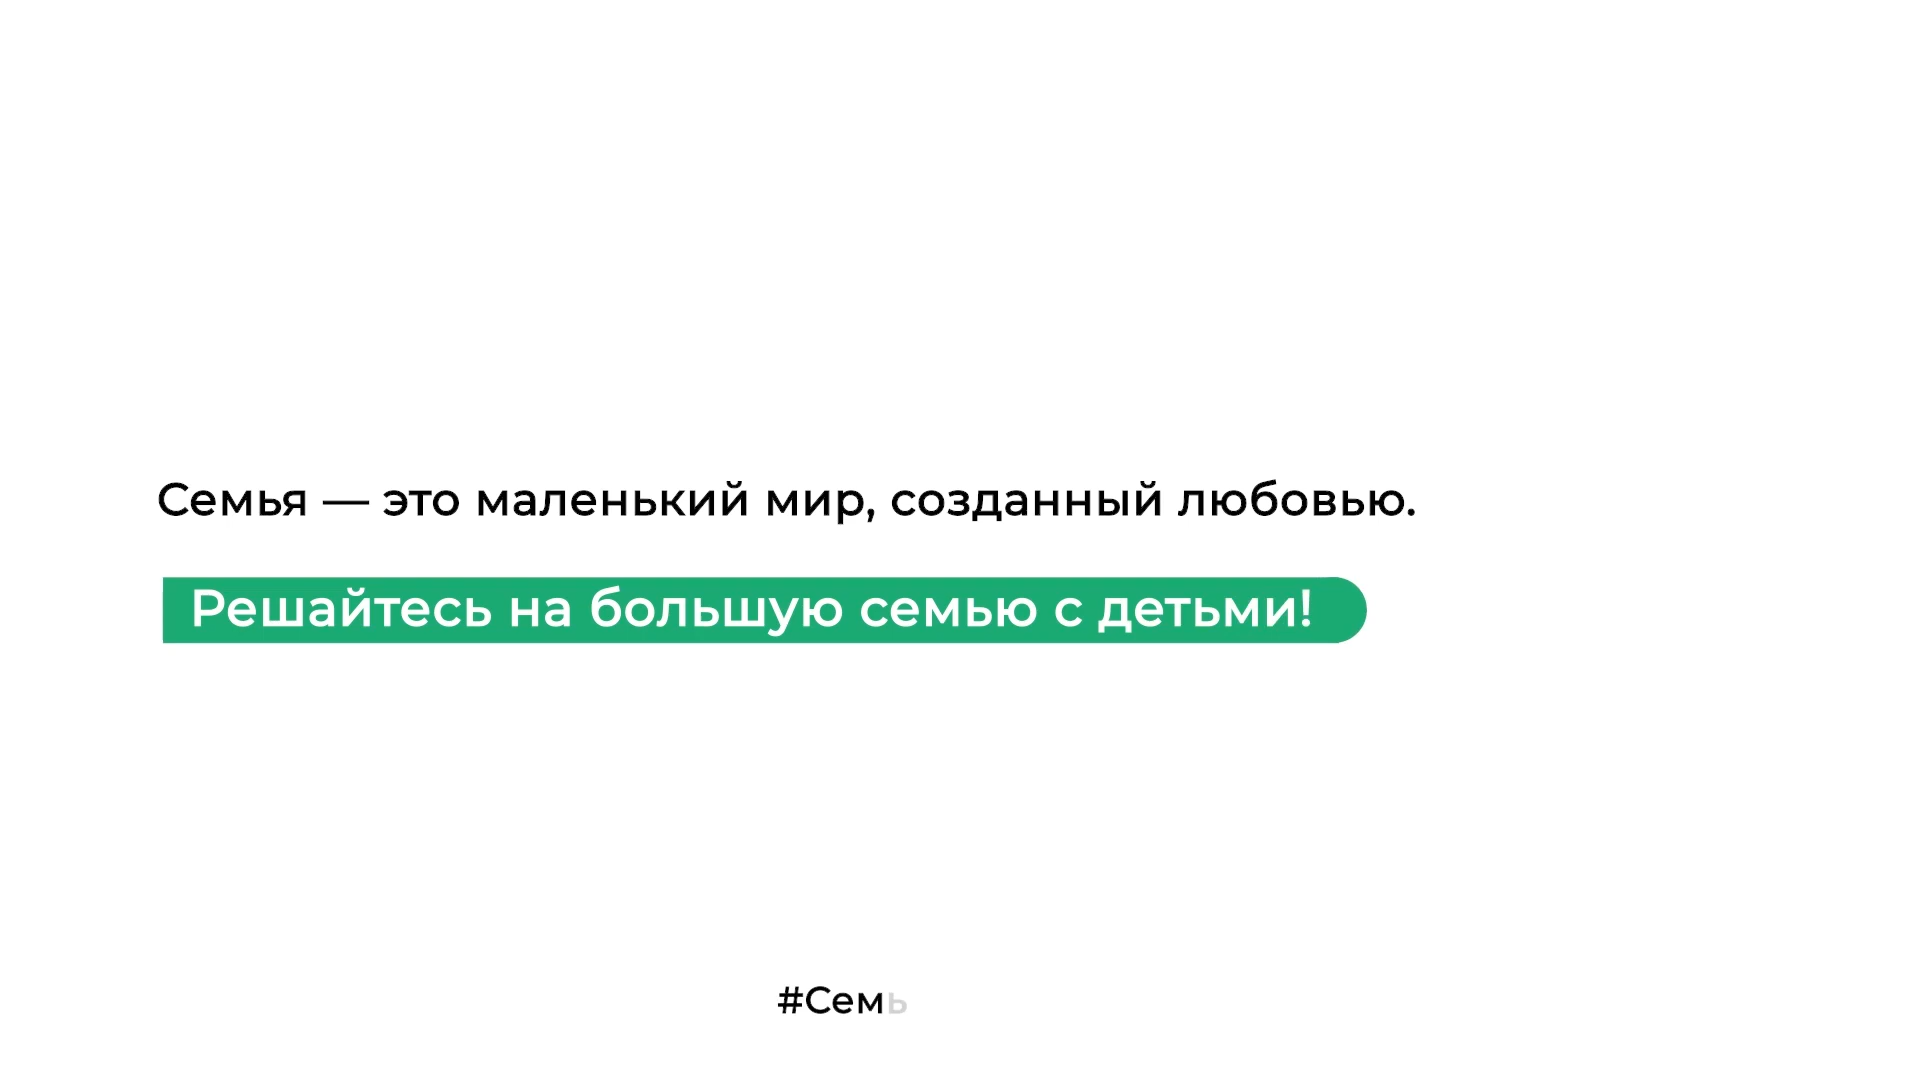 Семья — это маленький мир, созданный любовью.
Решайтесь на большую семью с детьми!
#Семь